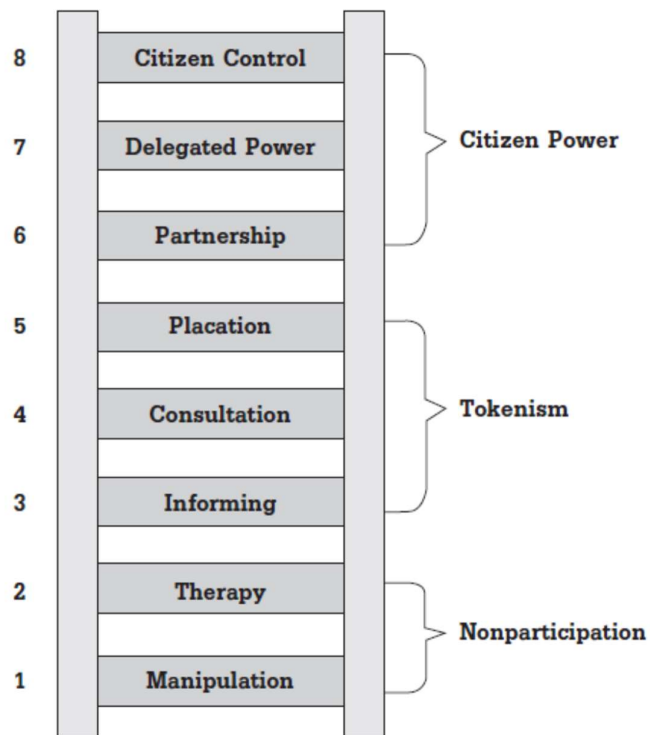 8 Citizen Control
7 Delegated Power
Citizen Power
6 Partnership
5 Placation
4 Consultation
Tokenism
3 Informing
2 Therapy
Nonparticipation
1 Manipulation